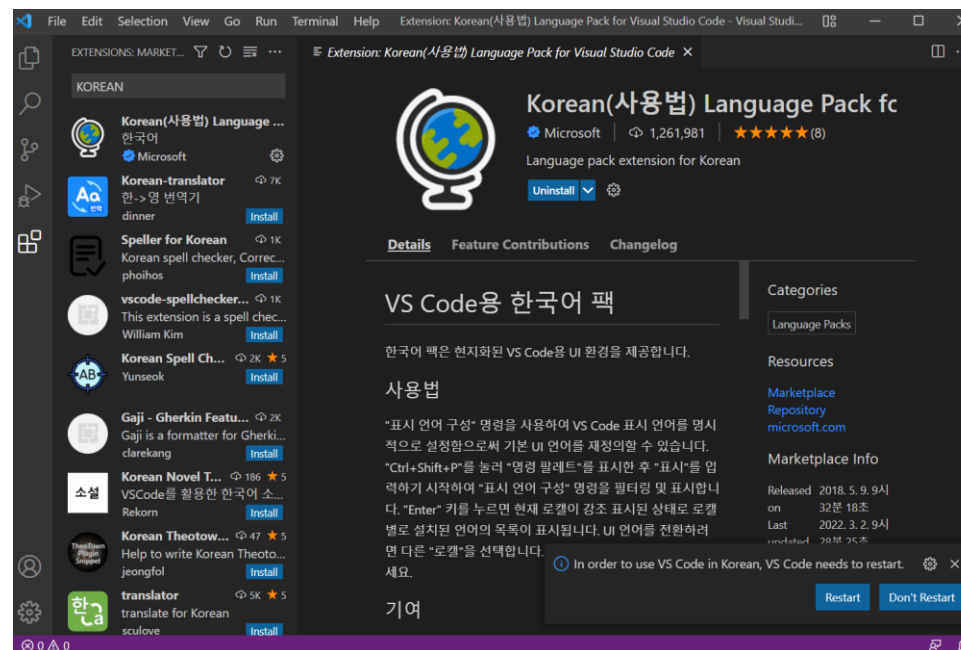 File Edit Selection View Go Run Terminal Help Extension: Korean(사용법) Language Pack for Visual Studio Code - Visual Studi...
EXTENSIONS: MARKET...
KOREAN
Korean(사용법) Language ...
한국어
Microsoft
Korean-translator 7K
한->영 번역기
dinner Install
Speller for Korean 1K
Korean spell checker, Correc...
phoihos Install
vscode-spellchecker... 1K
This extension is a spell chec...
William Kim Install
Korean Spell Ch... 2K ★ 5
Yunseok Install
Gaji - Gherkin Featu... 2K
Gaji is a formatter for Gherki...
clarekang Install
소설
Korean Novel T... 186 ★ 5
VSCode를 활용한 한국어 소...
Rekorn Install
TheoTown
Plugin
Snippet
Korean Theotow... 47 ★ 5
Help to write Korean Theoto...
jeongfol Install
translator 5K ★ 5
translate for Korean
sculove Install
Extension: Korean(사용법) Language Pack for Visual Studio Code
Korean(사용법) Language Pack fc
Microsoft 1,261,981 ★★★★★(8)
Language pack extension for Korean
Uninstall
Details Feature Contributions Changelog
VS Code용 한국어 팩
한국어 팩은 현지화된 VS Code용 UI 환경을 제공합니다.
사용법
"표시 언어 구성" 명령을 사용하여 VS Code 표시 언어를 명시
적으로 설정함으로써 기본 UI 언어를 재정의할 수 있습니다.
"Ctrl+Shift+P"를 눌러 "명령 팔레트"를 표시한 후 "표시"를 입
력하기 시작하여 "표시 언어 구성" 명령을 필터링 및 표시합니
다. "Enter" 키를 누르면 현재 로캘이 강조 표시된 상태로 로캘
별로 설치된 언어의 목록이 표시됩니다. UI 언어를 전환하려
면 다른 "로캘"을 선택합니다.
세요.
기여
Categories
Language Packs
Resources
Marketplace
Repository
microsoft.com
Marketplace Info
Released 2018. 5. 9. 9시
on 32분 18초
Last 2022. 3. 2. 9시
updated 28분 25초
In order to use VS Code in Korean, VS Code needs to restart.
Restart Don't Restart
0 0